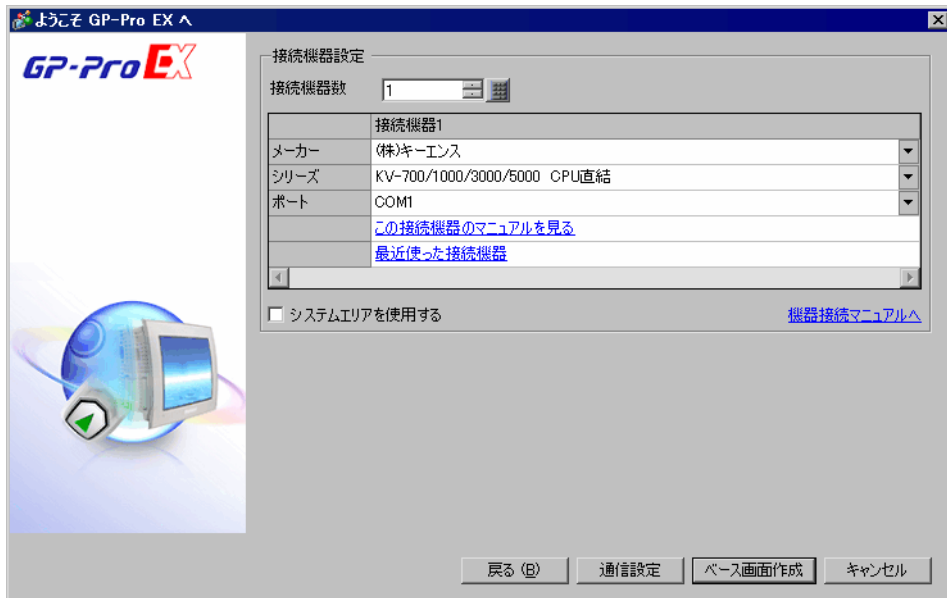 ようこそ GP-Pro EX へ
GP-Pro EX
接続機器設定
接続機器数 1
接続機器1
メーカー (株)キーエンス
シリーズ KV-700/1000/3000/5000 CPU直結
ポート COM1
この接続機器のマニュアルを見る
最近使った接続機器
システムエリアを使用する 機器接続マニュアルへ
戻る (B) 通信設定 ベース画面作成 キャンセル